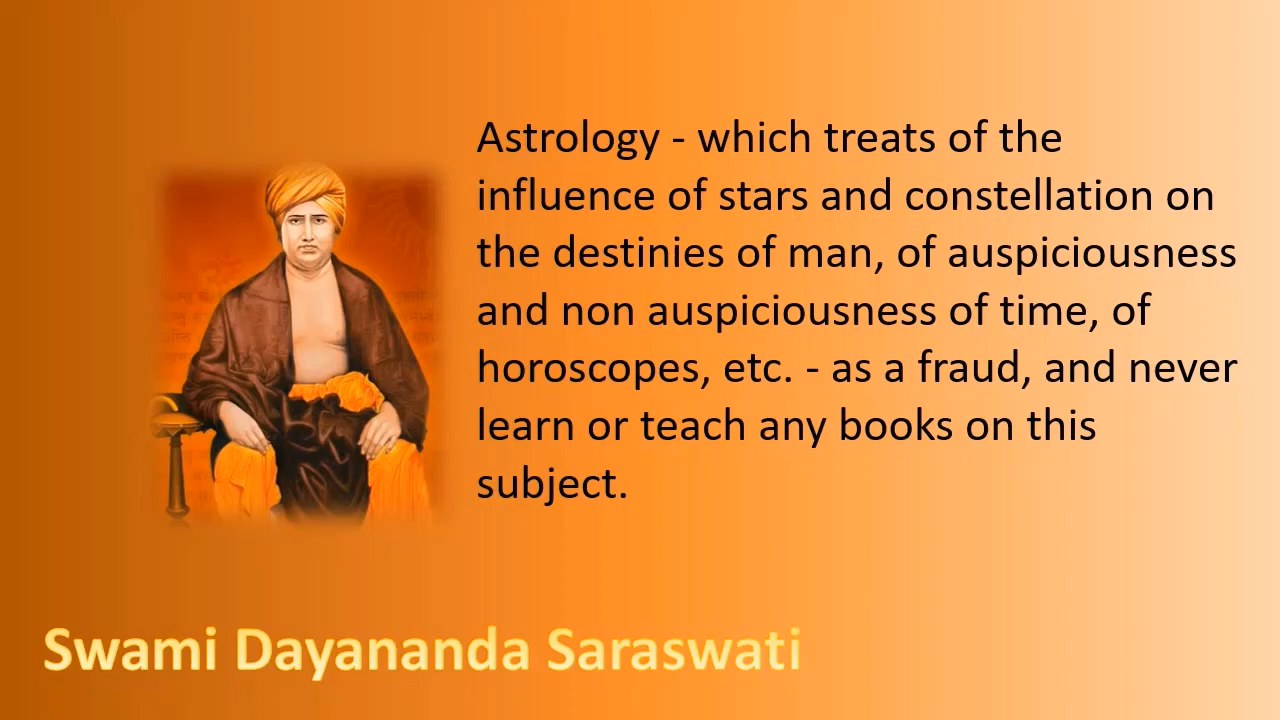 Astrology - which treats of the
influence of stars and constellation on
the destinies of man, of auspiciousness
and non auspiciousness of time, of
horoscopes, etc. - as a fraud, and never
learn or teach any books on this
subject.
Swami Dayananda Saraswati